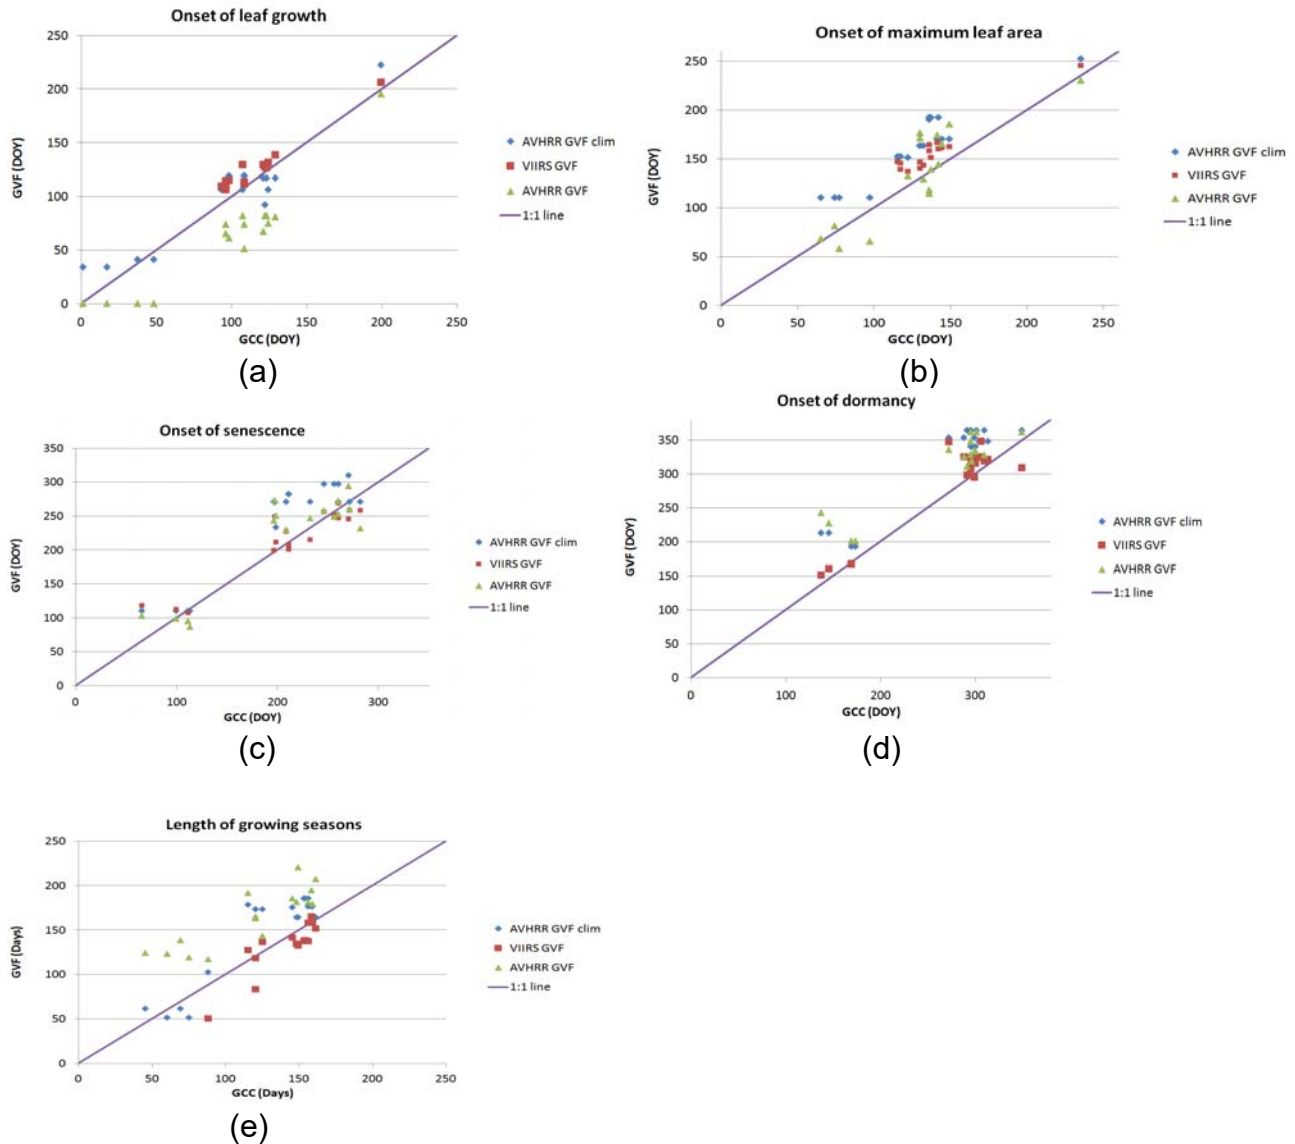 Onset of leaf growth
250
200
150
100
50
0
GVF (DOY)
0 50 100 150 200 250
GCC (DOY)
AVHRR GVF clim
VIIRS GVF
AVHRR GVF
1:1 line
(a)
Onset of maximum leaf area
250
200
150
100
50
0
GVF (DOY)
0 50 100 150 200 250
GCC (DOY)
AVHRR GVF clim
VIIRS GVF
AVHRR GVF
1:1 line
(b)
Onset of senescence
350
300
250
200
150
100
50
0
GVF (DOY)
0 100 200 300
GCC (DOY)
AVHRR GVF clim
VIIRS GVF
AVHRR GVF
1:1 line
(c)
Onset of dormancy
350
300
250
200
150
100
50
0
GVF (DOY)
0 100 200 300
GCC (DOY)
AVHRR GVF clim
VIIRS GVF
AVHRR GVF
1:1 line
(d)
Length of growing seasons
250
200
150
100
50
0
GVF (Days)
0 50 100 150 200 250
GCC (Days)
AVHRR GVF clim
VIIRS GVF
AVHRR GVF
1:1 line
(e)